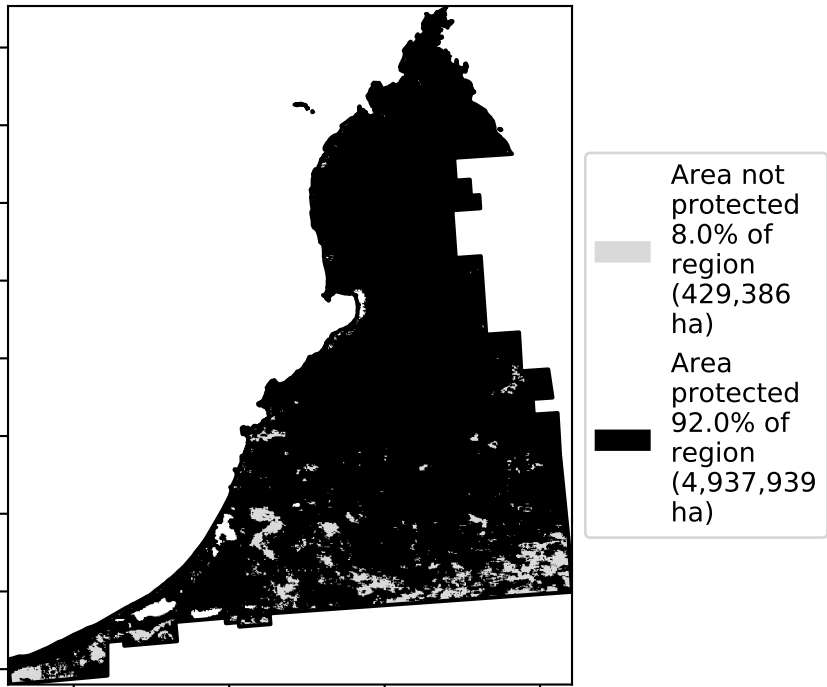 Area not
protected
8.0% of
region
(429,386
ha)
Area
protected
92.0% of
region
(4,937,939
ha)